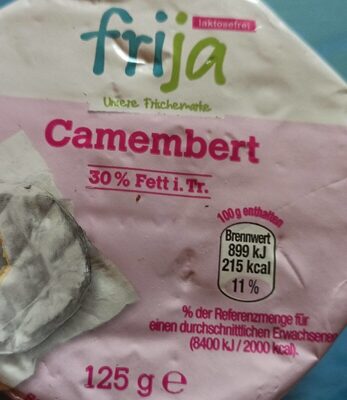 laktosefrei
frija
Unsere Frischemarke
Camembert
30% Fett i. Tr.
100 g enthalten
Brennwert
899 kJ
215 kcal
11 %
% der Referenzmenge für
einen durchschnittlichen Erwachsenen
(8400 kJ / 2000 kcal).
125 g e